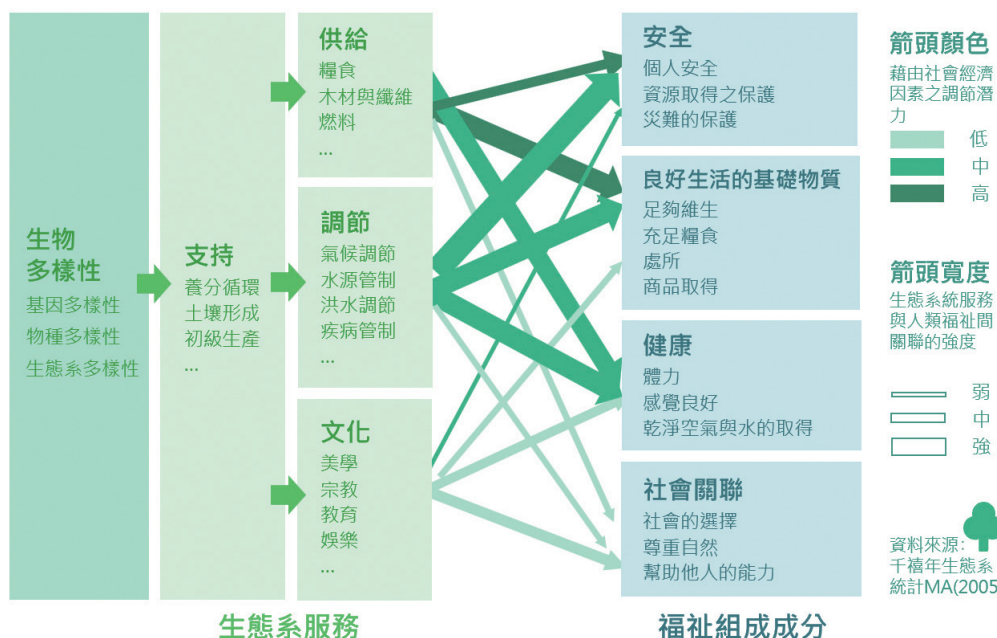 生物
多樣性
基因多樣性
物種多樣性
生態系多樣性
支持
養分循環
土壤形成
初級生產
...
供給
糧食
木材與纖維
燃料
...
調節
氣候調節
水源管制
洪水調節
疾病管制
...
文化
美學
宗教
教育
娛樂
...
生態系服務
安全
個人安全
資源取得之保護
災難的保護
良好生活的基礎物質
足夠維生
充足糧食
處所
商品取得
健康
體力
感覺良好
乾淨空氣與水的取得
社會關聯
社會的選擇
尊重自然
幫助他人的能力
福祉組成成分
箭頭顏色
藉由社會經濟
因素之調節潛
力
低
中
高
箭頭寬度
生態系統服務
與人類福祉間
關聯的強度
弱
中
強
資料來源:
千禧年生態系
統計MA(2005